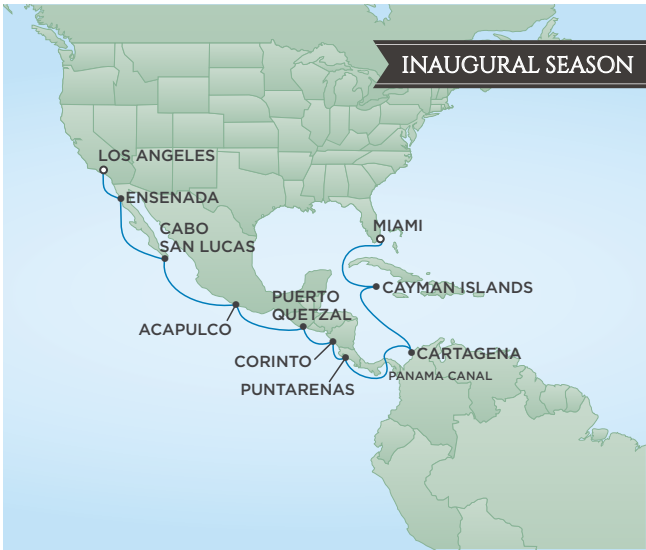 INAUGURAL SEASON
LOS ANGELES
ENSENADA
CABO
SAN LUCAS
MIAMI
CAYMAN ISLANDS
PUERTO
QUETZAL
ACAPULCO
CORINTO
CARTAGENA
PUNTARENAS
PANAMA CANAL